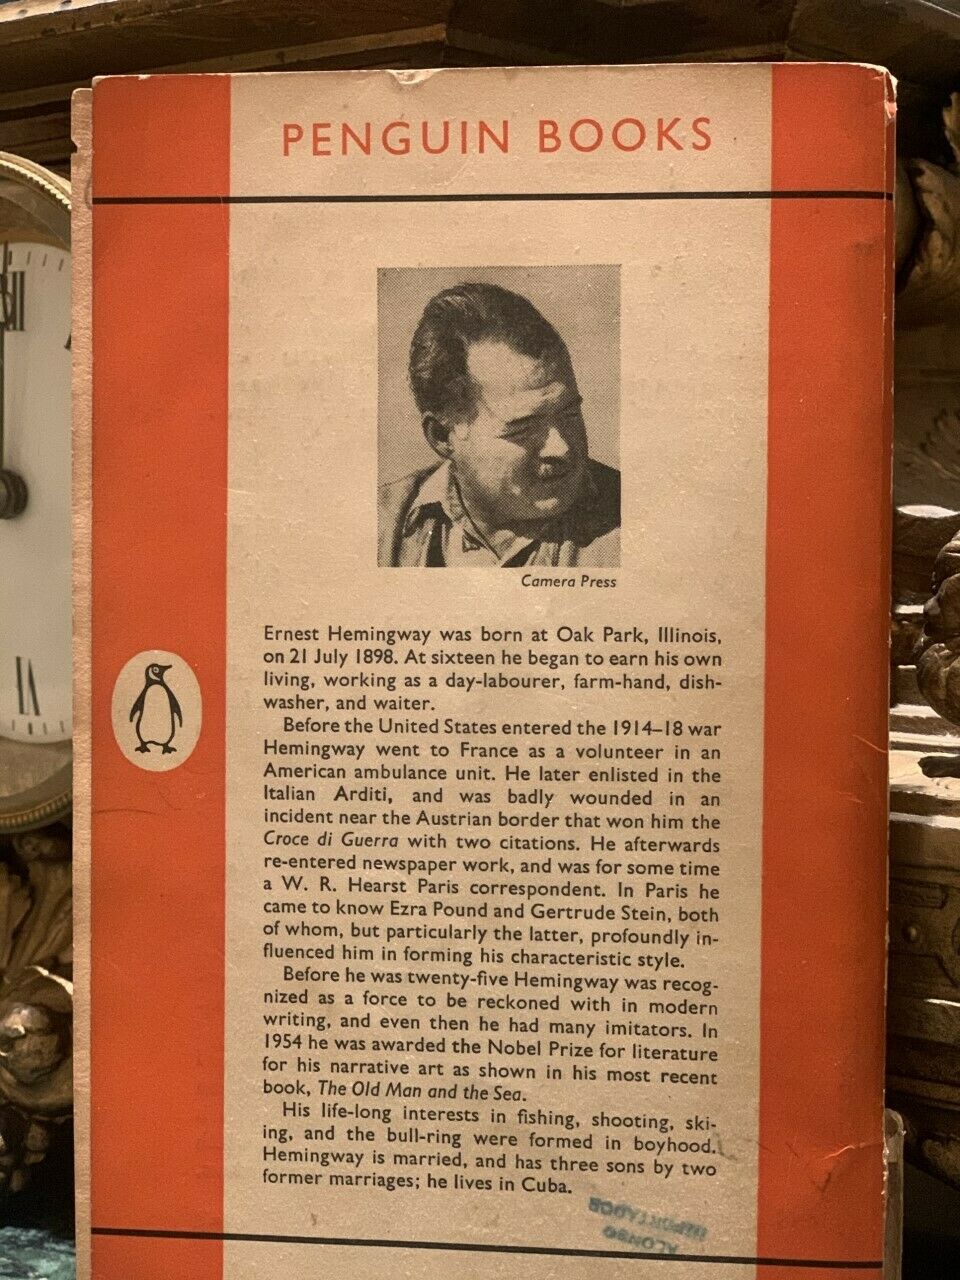 PENGUIN BOOKS
Camera Press
Ernest Hemingway was born at Oak Park, Illinois,
on 21 July 1898. At sixteen he began to earn his own
living, working as a day-labourer, farm-hand, dish-
washer, and waiter.
Before the United States entered the 1914–18 war
Hemingway went to France as a volunteer in an
American ambulance unit. He later enlisted in the
Italian Arditi, and was badly wounded in an
incident near the Austrian border that won him the
Croce di Guerra with two citations. He afterwards
re-entered newspaper work, and was for some time
a W. R. Hearst Paris correspondent. In Paris he
came to know Ezra Pound and Gertrude Stein, both
of whom, but particularly the latter, profoundly in-
fluenced him in forming his characteristic style.
Before he was twenty-five Hemingway was recog-
nized as a force to be reckoned with in modern
writing, and even then he had many imitators. In
1954 he was awarded the Nobel Prize for literature
for his narrative art as shown in his most recent
book, The Old Man and the Sea.
His life-long interests in fishing, shooting, ski-
ing, and the bull-ring were formed in boyhood.
Hemingway is married, and has three sons by two
former marriages; he lives in Cuba.
ALONSO
IMPORTADOR